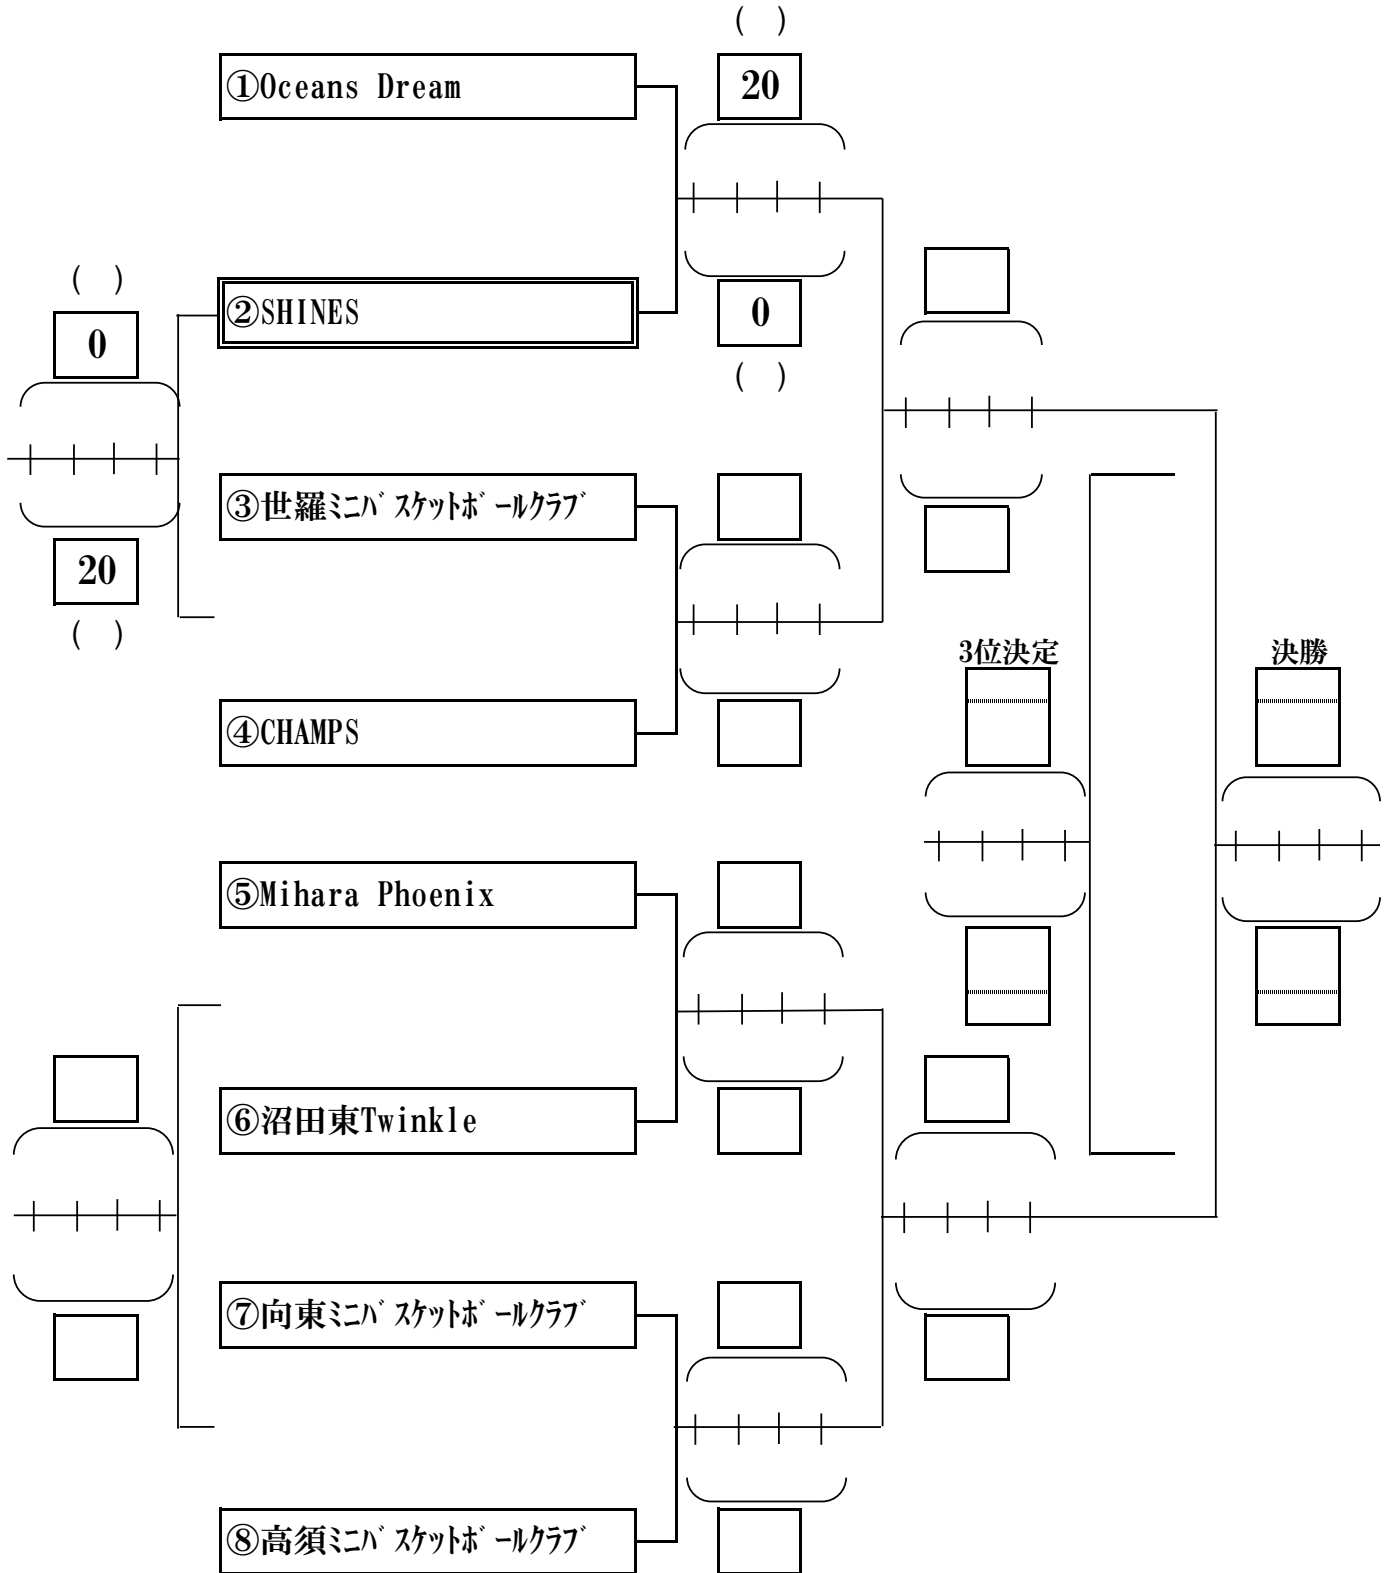 ( )
①Oceans Dream
20
( )
②SHINES
0
0
( )
③世羅ﾐﾆﾊﾞｽｹｯﾄﾎﾞｰﾙｸﾗﾌﾞ
20
( )
3位決定
決勝
④CHAMPS
⑤Mihara Phoenix
⑥沼田東Twinkle
⑦向東ﾐﾆﾊﾞｽｹｯﾄﾎﾞｰﾙｸﾗﾌﾞ
⑧高須ﾐﾆﾊﾞｽｹｯﾄﾎﾞｰﾙｸﾗﾌﾞ